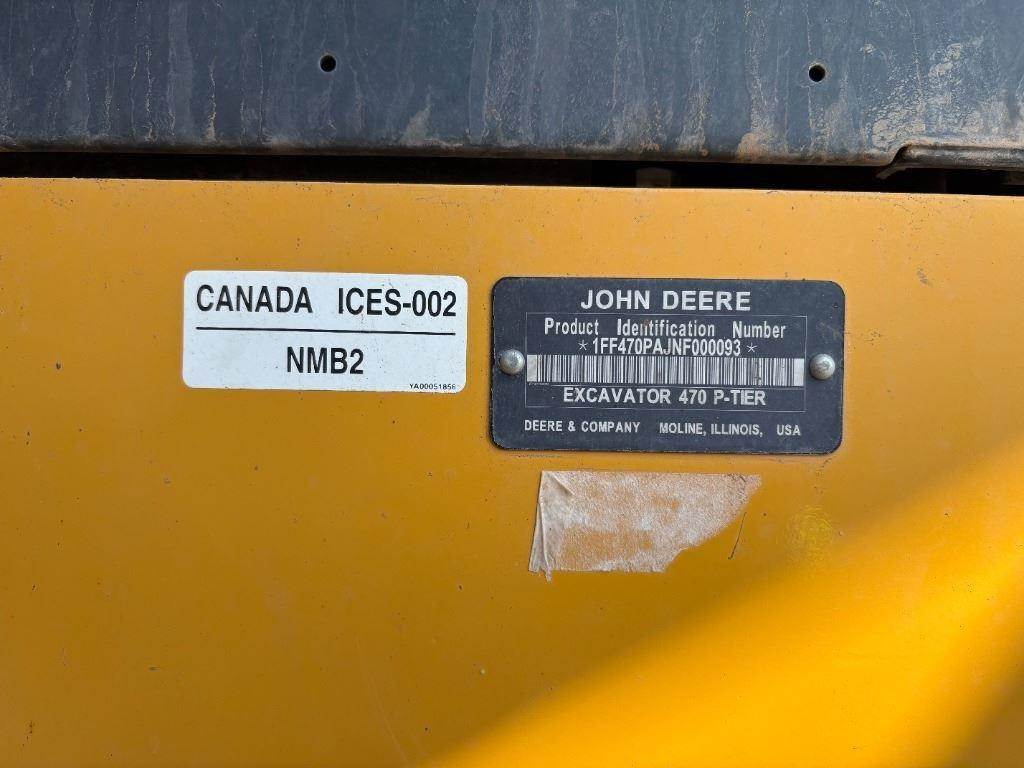 CANADA ICES-002
NMB2
YA00051856
JOHN DEERE
Product Identification Number
*1FF470PAJNF000093*
EXCAVATOR 470 P-TIER
DEERE & COMPANY MOLINE, ILLINOIS, USA